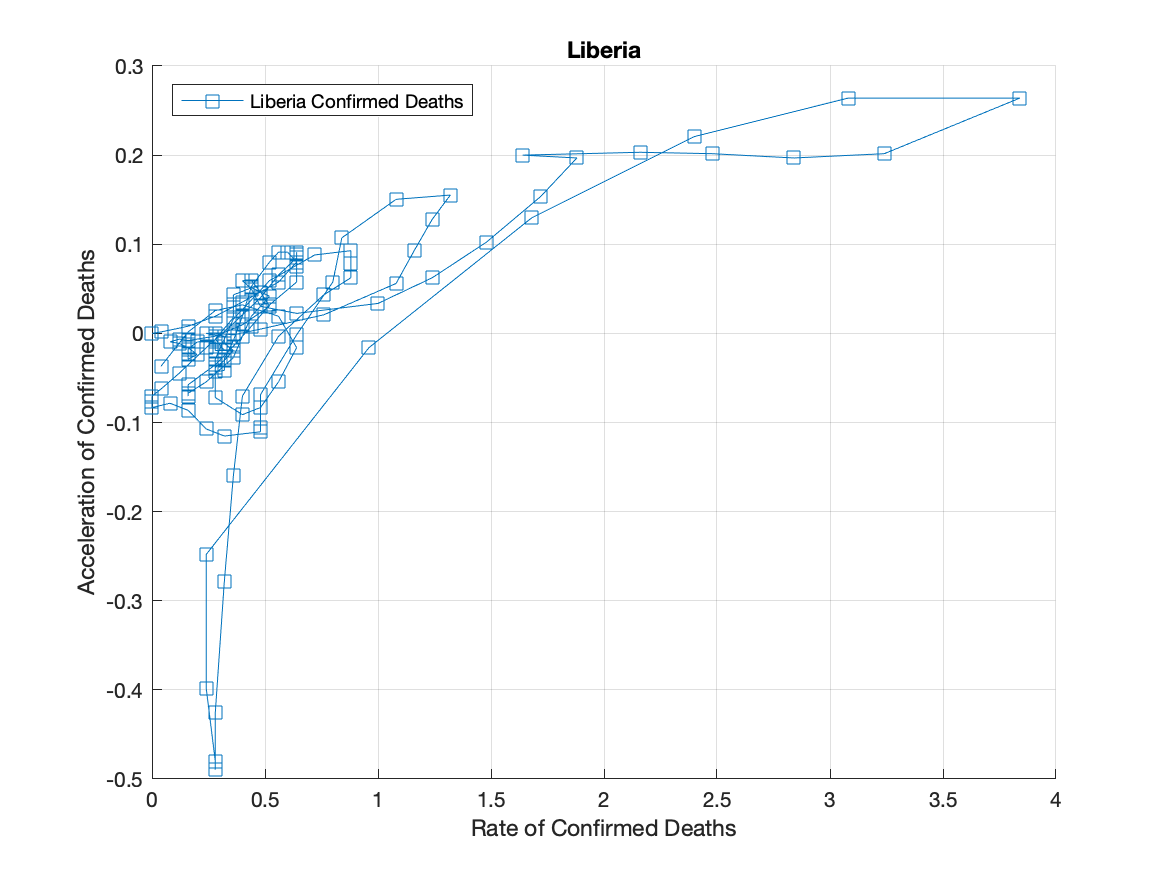 Liberia
Liberia Confirmed Deaths
Acceleration of Confirmed Deaths
0.3
0.2
0.1
0
-0.1
-0.2
-0.3
-0.4
-0.5
0 0.5 1 1.5 2 2.5 3 3.5 4
Rate of Confirmed Deaths